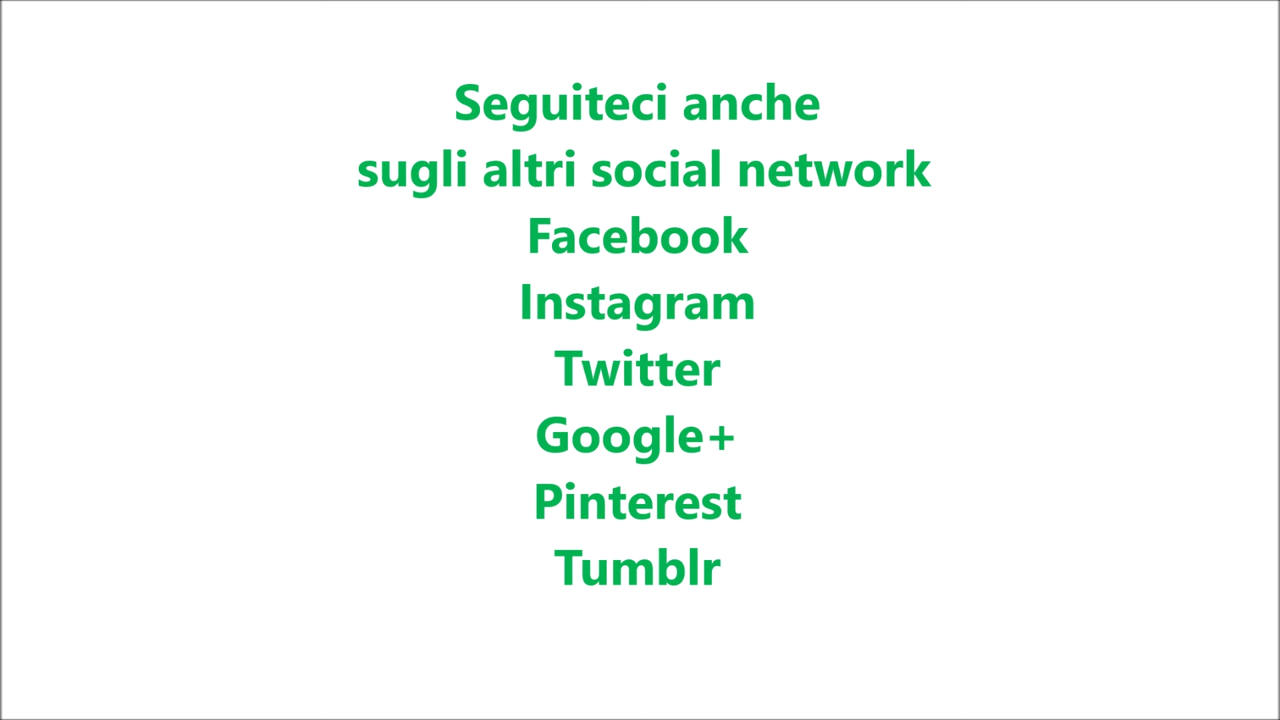 Seguiteci anche
sugli altri social network
Facebook
Instagram
Twitter
Google+
Pinterest
Tumblr